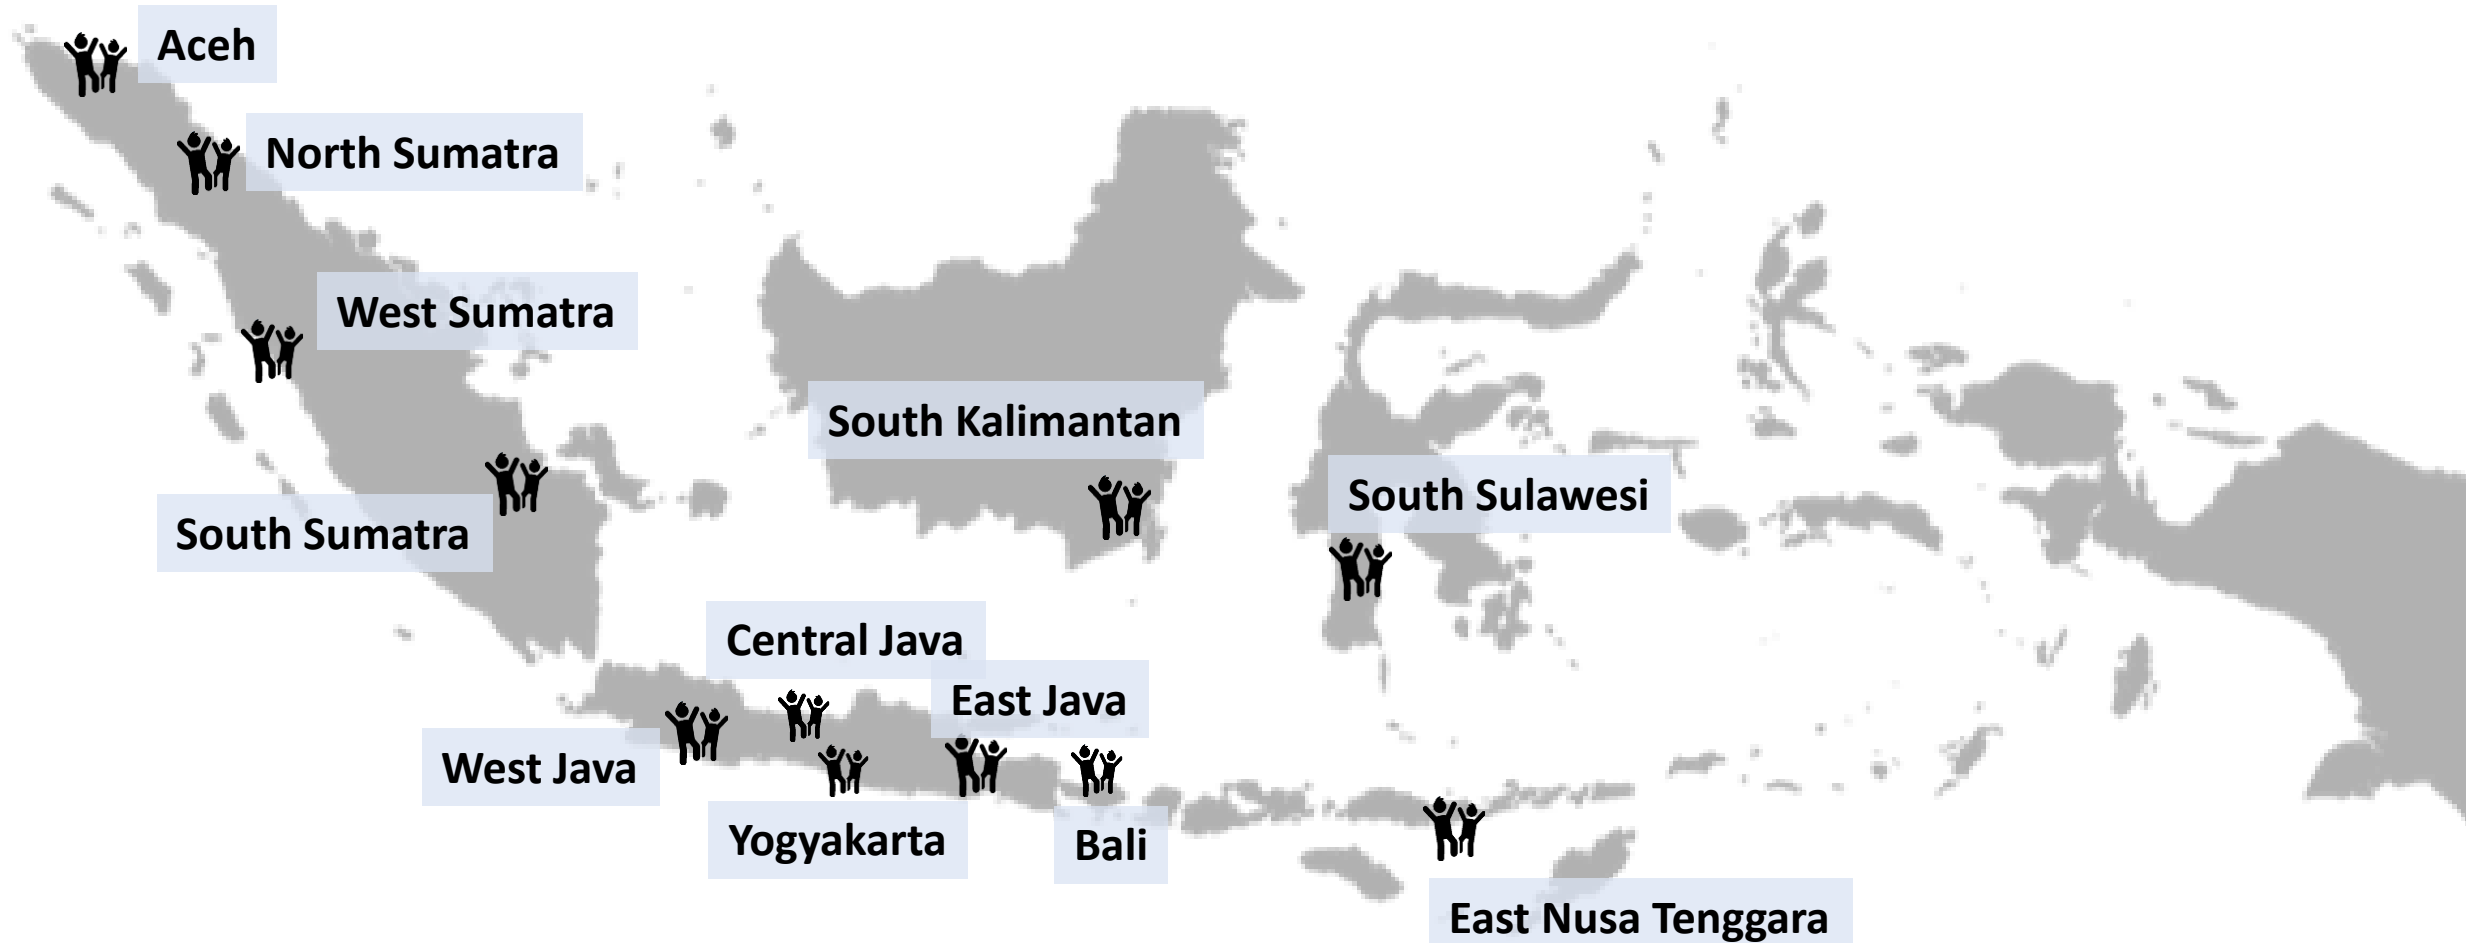 Aceh
North Sumatra
West Sumatra
South Kalimantan
South Sulawesi
South Sumatra
Central Java
East Java
West Java
Yogyakarta
Bali
East Nusa Tenggara